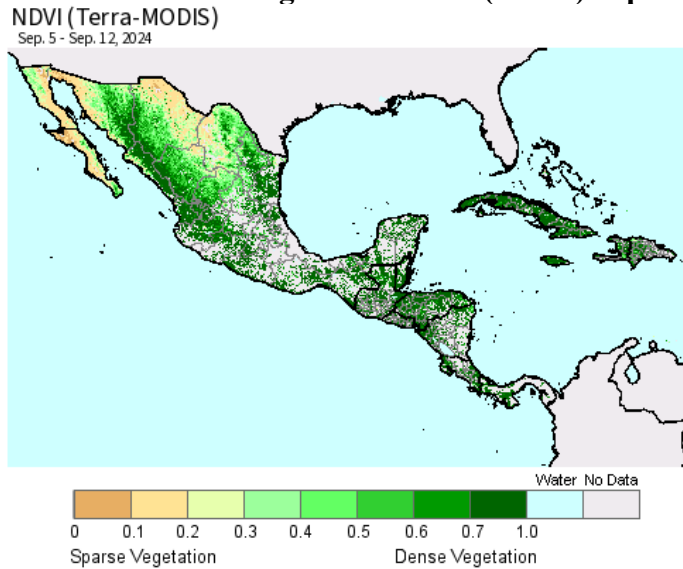 NDVI (Terra-MODIS)
Sep. 5 - Sep. 12, 2024
Water No Data
0 0.1 0.2 0.3 0.4 0.5 0.6 0.7 1.0
Sparse Vegetation Dense Vegetation